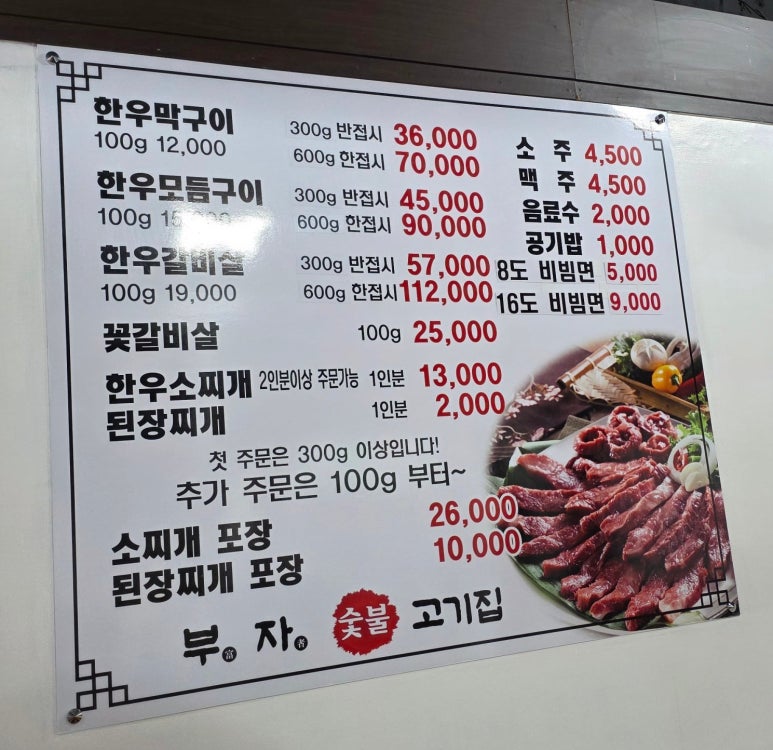 한우막구이 300g 반접시 36,000
100g 12,000 600g 한접시 70,000
한우모듬구이 300g 반접시 45,000
100g 600g 한접시 90,000
한우갈비살 300g 반접시 57,000
100g 19,000 600g 한접시 112,000
꽃갈비살 100g 25,000
한우소찌개 2인분이상 주문가능 1인분 13,000
된장찌개 1인분 2,000
첫 주문은 300g 이상입니다!
추가 주문은 100g 부터~
소찌개 포장 26,000
된장찌개 포장 10,000
소주 4,500
맥주 4,500
음료수 2,000
공기밥 1,000
8도 비빔면 5,000
16도 비빔면 9,000
부富 자者 숯불 고기집